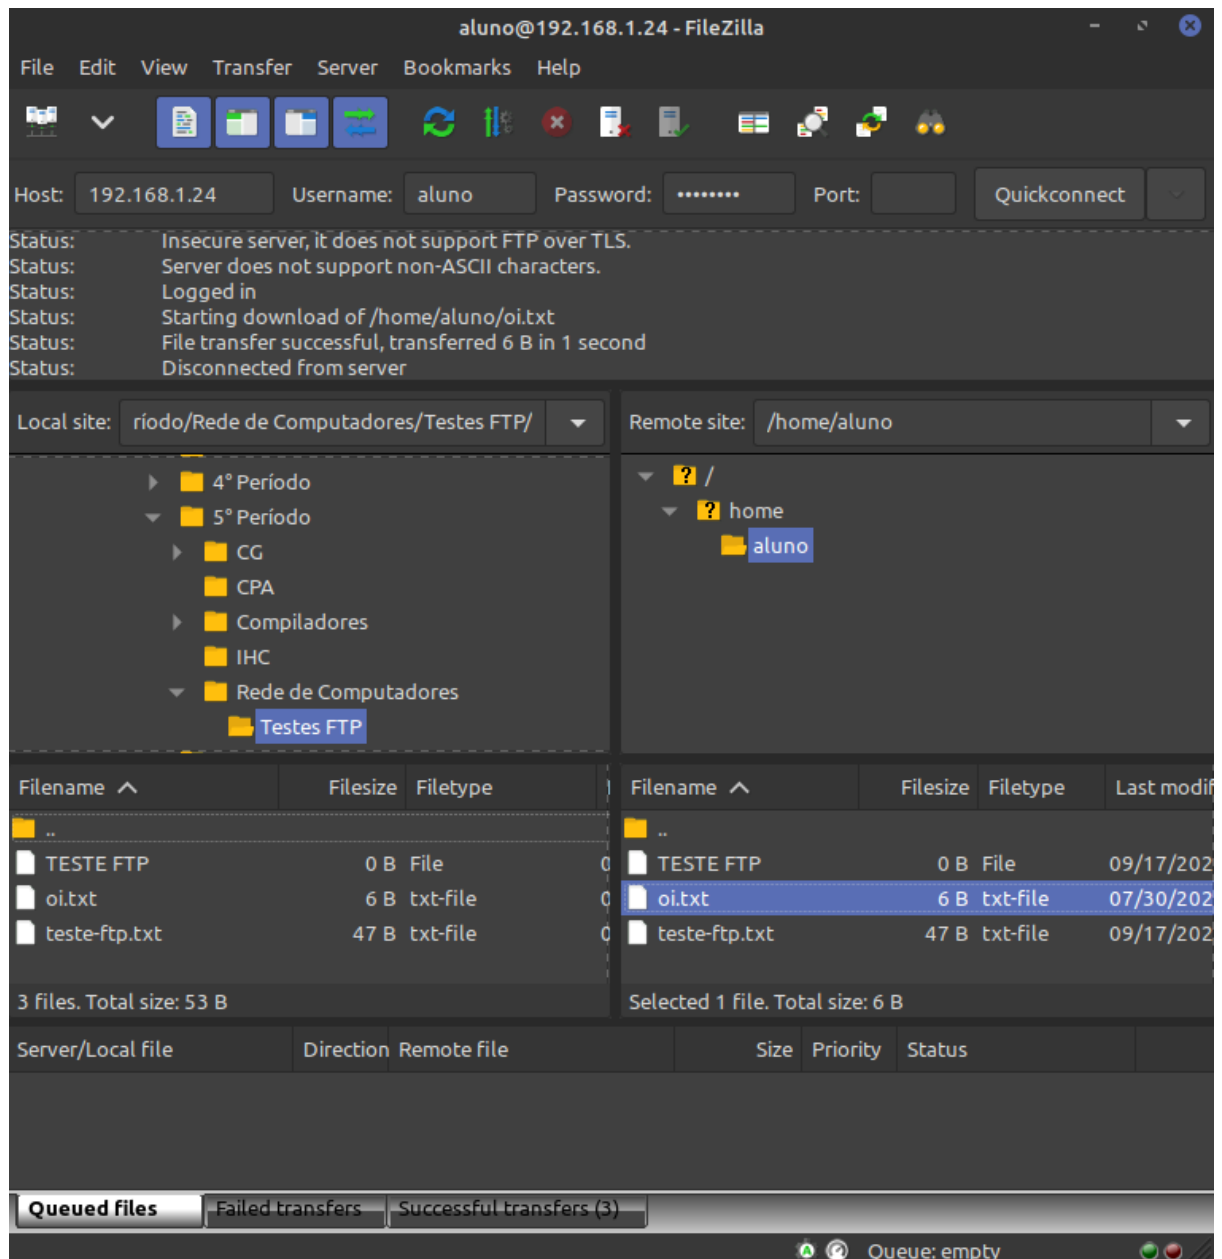 aluno@192.168.1.24 - FileZilla
File Edit View Transfer Server Bookmarks Help
Host: 192.168.1.24 Username: aluno Password: •••••••• Port: Quickconnect
Status: Insecure server, it does not support FTP over TLS.
Status: Server does not support non-ASCII characters.
Status: Logged in
Status: Starting download of /home/aluno/oi.txt
Status: File transfer successful, transferred 6 B in 1 second
Status: Disconnected from server
Local site: ríodo/Rede de Computadores/Testes FTP/
4° Período
5° Período
CG
CPA
Compiladores
IHC
Rede de Computadores
Testes FTP
Remote site: /home/aluno
/
home
aluno
Filename Filesize Filetype
..
TESTE FTP 0 B File
oi.txt 6 B txt-file
teste-ftp.txt 47 B txt-file
3 files. Total size: 53 B
Filename Filesize Filetype Last modif
..
TESTE FTP 0 B File 09/17/202
oi.txt 6 B txt-file 07/30/202
teste-ftp.txt 47 B txt-file 09/17/202
Selected 1 file. Total size: 6 B
Server/Local file Direction Remote file Size Priority Status
Queued files Failed transfers Successful transfers (3)
Queue: empty